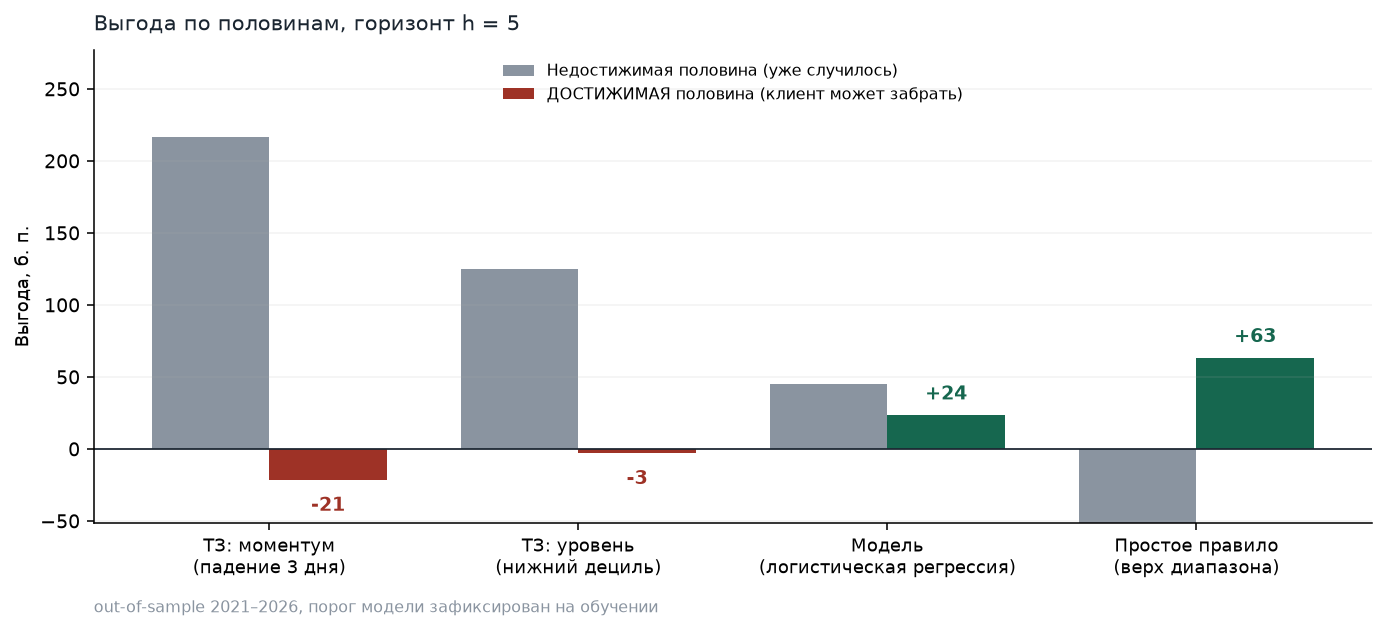 Выгода по половинам, горизонт h = 5
Недостижимая половина (уже случилось)
ДОСТИЖИМАЯ половина (клиент может забрать)
Выгода, б. п.
250
200
150
100
50
0
−50
-21
-3
+24
+63
ТЗ: моментум
(падение 3 дня)
ТЗ: уровень
(нижний дециль)
Модель
(логистическая регрессия)
Простое правило
(верх диапазона)
out-of-sample 2021–2026, порог модели зафиксирован на обучении